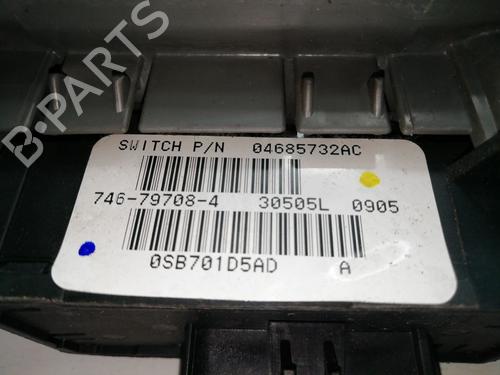 SWITCH P/N 04685732AC
746-79708-4 30505L 0905
0SB701D5AD A
B-PARTS